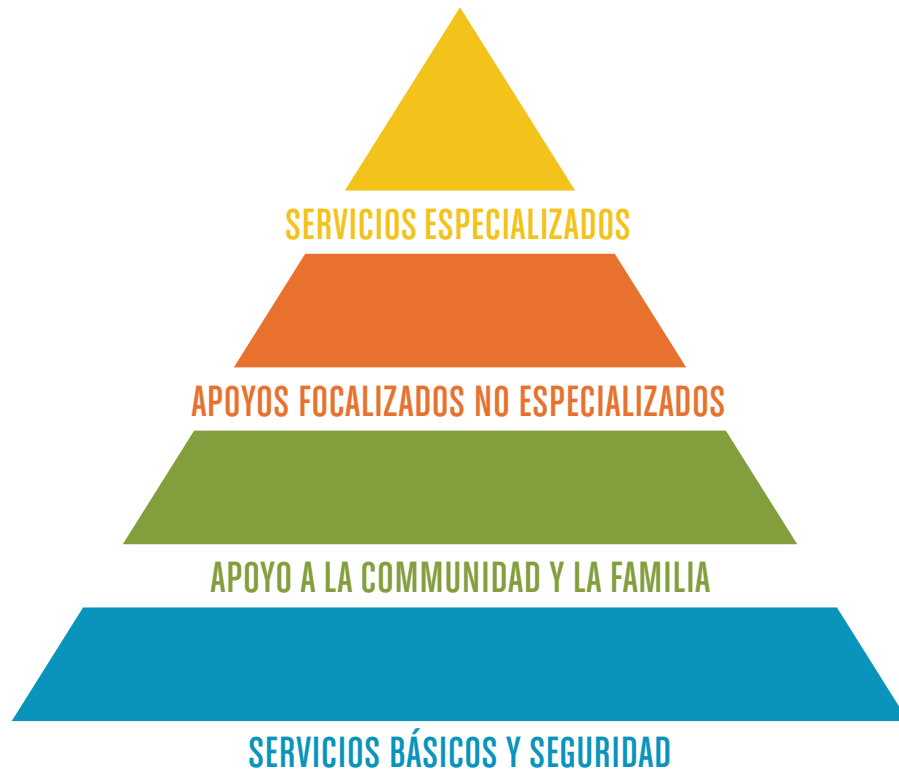 SERVICIOS ESPECIALIZADOS
APOYOS FOCALIZADOS NO ESPECIALIZADOS
APOYO A LA COMMUNIDAD Y LA FAMILIA
SERVICIOS BÁSICOS Y SEGURIDAD